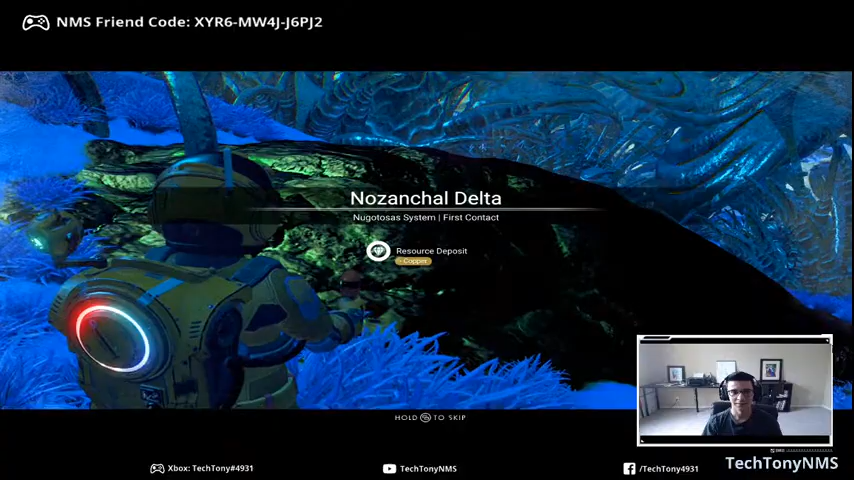 NMS Friend Code: XYR6-MW4J-J6PJ2
Nozanchal Delta
Nugotosas System | First Contact
Resource Deposit
Copper
HOLD TO SKIP
TechTonyNMS
Xbox: TechTony#4931
TechTonyNMS
/TechTony4931